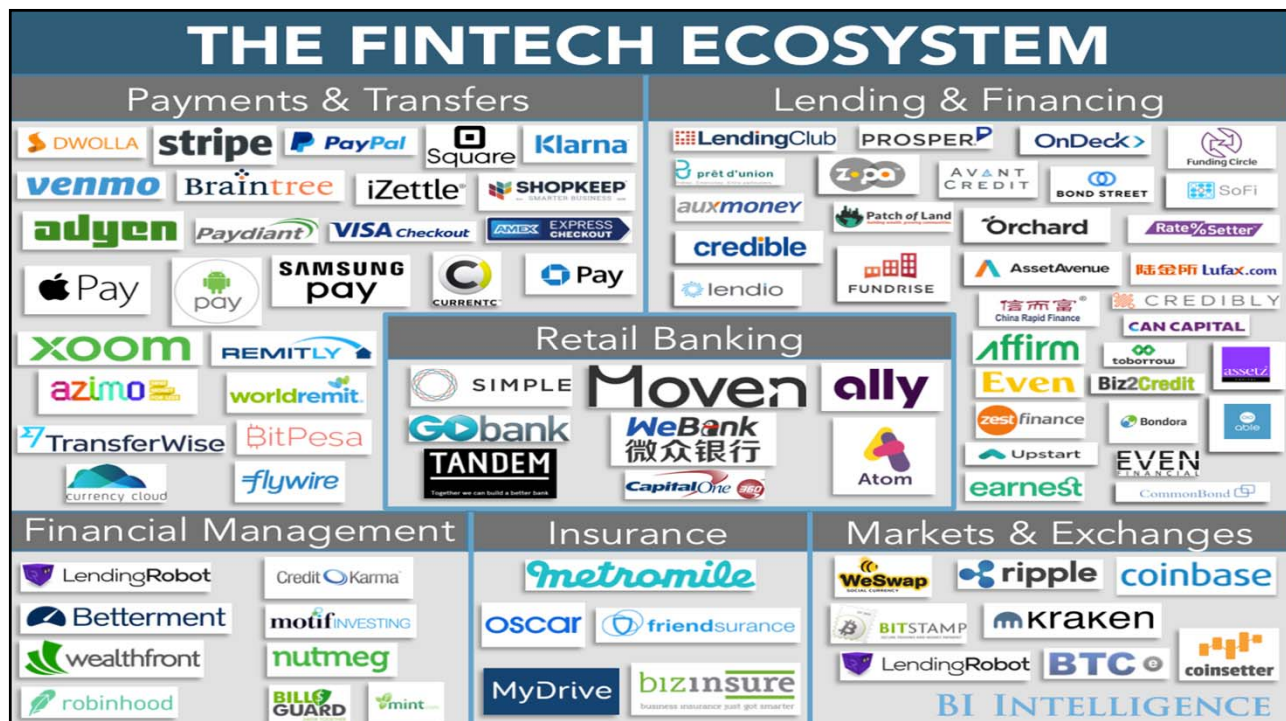 THE FINTECH ECOSYSTEM
Payments & Transfers
DWOLLA
stripe
PayPal
Square
Klarna
venmo
Braintree
iZettle
SHOPKEEP
SMARTER BUSINESS
adyen
Paydiant
VISA Checkout
AMEX EXPRESS CHECKOUT
Pay
pay
SAMSUNG
pay
CURRENTC
Pay
XOOM
REMITLY
azimo
worldremit
TransferWise
BitPesa
currency cloud
flywire
Lending & Financing
LendingClub
PROSPER
OnDeck>
Funding Circle
prêt d'union
ZOPA
AVANT
CREDIT
BOND STREET
SoFi
auxmoney
Patch of Land
Orchard
Rate%Setter
credible
FUNDRISE
AssetAvenue
陆金所 Lufax.com
lendio
信而富
China Rapid Finance
CREDIBLY
CAN CAPITAL
Affirm
toborrow
assetz
Even
Biz2Credit
zestfinance
Bondora
able
Upstart
EVEN
FINANCIAL
earnest
CommonBond
Retail Banking
SIMPLE
Moven
ally
GObank
WeBank
微众银行
TANDEM
Together we can build a better bank
CapitalOne 360
Atom
Financial Management
LendingRobot
Credit Karma
Betterment
motif INVESTING
wealthfront
nutmeg
robinhood
BILL GUARD
mint
Insurance
metromile
oscar
friendsurance
MyDrive
bizinsure
business insurance just got smarter
Markets & Exchanges
WeSwap
SOCIAL CURRENCY
ripple
coinbase
BITSTAMP
kraken
LendingRobot
BTC e
coinsetter
BI INTELLIGENCE